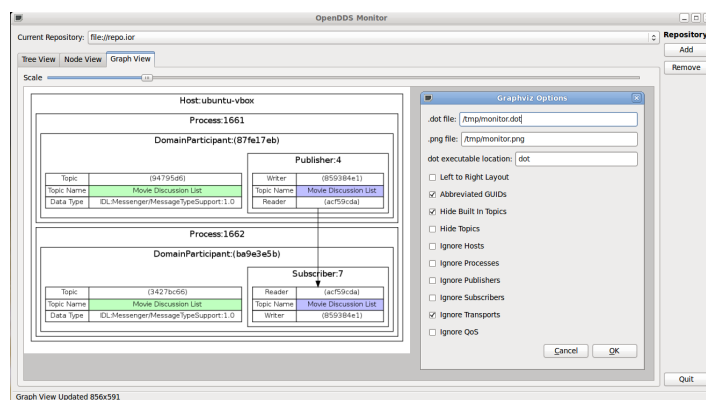 OpenDDS Monitor
Current Repository: file://repo.ior
Repository
Add
Remove
Tree View Node View Graph View
Scale
Host:ubuntu-vbox
Process:1661
DomainParticipant:(87fe17eb)
Publisher:4
Topic (94795d6)
Topic Name Movie Discussion List
Data Type IDL:Messenger/MessageTypeSupport:1.0
Writer (859384e1)
Topic Name Movie Discussion List
Reader (acf59cda)
Process:1662
DomainParticipant:(ba9e3e5b)
Subscriber:7
Topic (3427bc66)
Topic Name Movie Discussion List
Data Type IDL:Messenger/MessageTypeSupport:1.0
Reader (acf59cda)
Topic Name Movie Discussion List
Writer (859384e1)
Graphviz Options
.dot file: /tmp/monitor.dot
.png file: /tmp/monitor.png
dot executable location: dot
Left to Right Layout
Abbreviated GUIDs
Hide Built In Topics
Hide Topics
Ignore Hosts
Ignore Processes
Ignore Publishers
Ignore Subscribers
Ignore Transports
Ignore QoS
Cancel OK
Quit
Graph View Updated 856x591